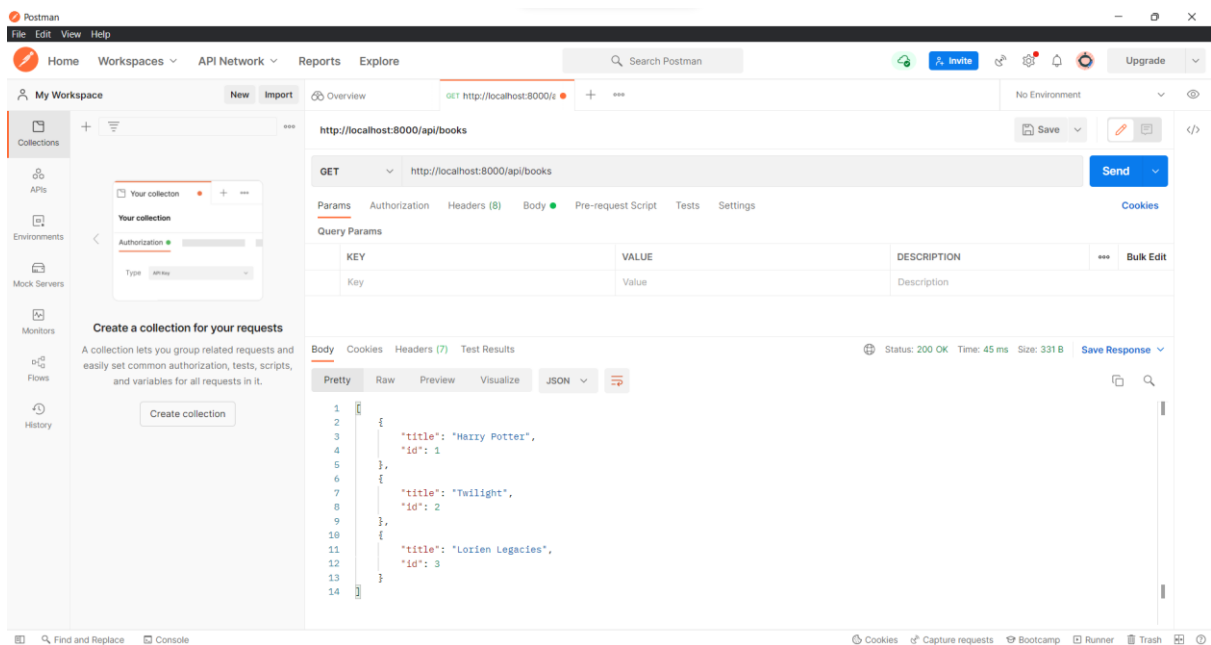 Postman
File Edit View Help
Home Workspaces API Network Reports Explore Search Postman Invite Upgrade
My Workspace New Import Overview GET http://localhost:8000/a No Environment
Collections
http://localhost:8000/api/books Save
APIs
GET http://localhost:8000/api/books Send
Environments
Params Authorization Headers (8) Body Pre-request Script Tests Settings Cookies
Mock Servers
Query Params
Monitors
KEY VALUE DESCRIPTION Bulk Edit
Flows
Key Value Description
History
Your collecton
Your collection
Authorization
Type API Key
Create a collection for your requests
A collection lets you group related requests and
easily set common authorization, tests, scripts,
and variables for all requests in it.
Create collection
Body Cookies Headers (7) Test Results Status: 200 OK Time: 45 ms Size: 331 B Save Response
Pretty Raw Preview Visualize JSON
1 [
2 {
3 "title": "Harry Potter",
4 "id": 1
5 },
6 {
7 "title": "Twilight",
8 "id": 2
9 },
10 {
11 "title": "Lorien Legacies",
12 "id": 3
13 }
14 ]
Find and Replace Console Cookies Capture requests Bootcamp Runner Trash